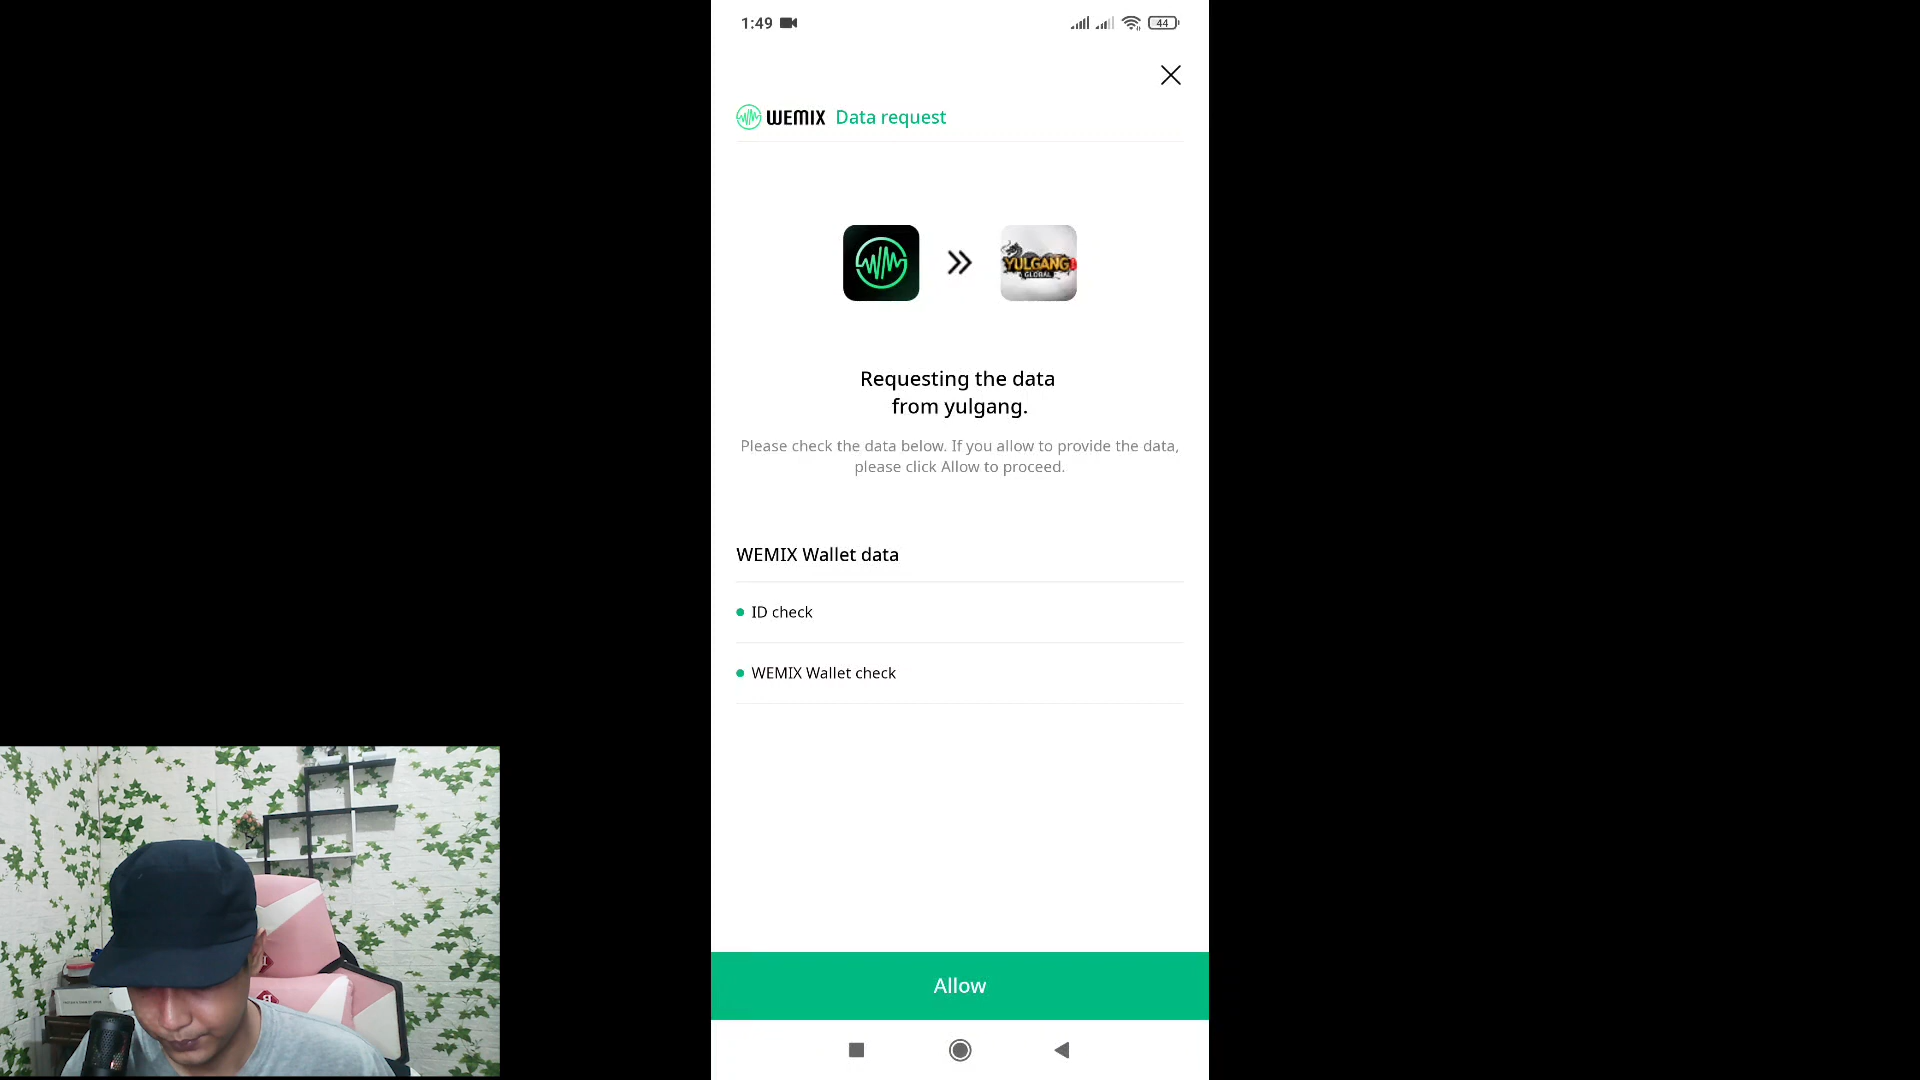 1:49
44
WEMIX Data request
YULGANG
GLOBAL
Requesting the data
from yulgang.
Please check the data below. If you allow to provide the data,
please click Allow to proceed.
WEMIX Wallet data
ID check
WEMIX Wallet check
Allow